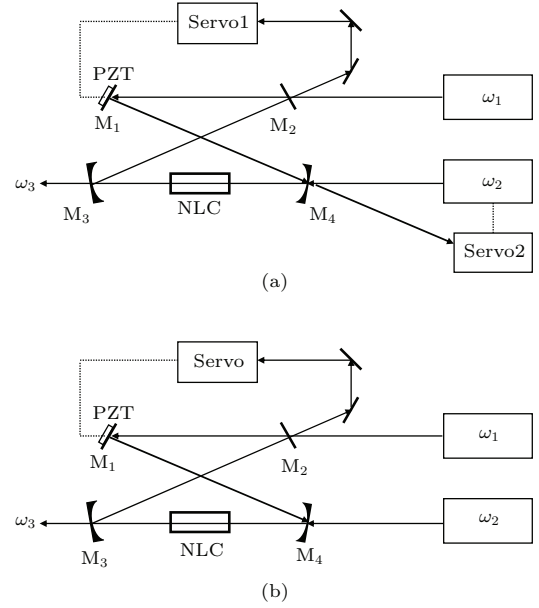 Servo1
PZT
ω1
M1
M2
ω2
ω3
M3
NLC
M4
Servo2
(a)
Servo
PZT
ω1
M1
M2
ω2
ω3
M3
NLC
M4
(b)